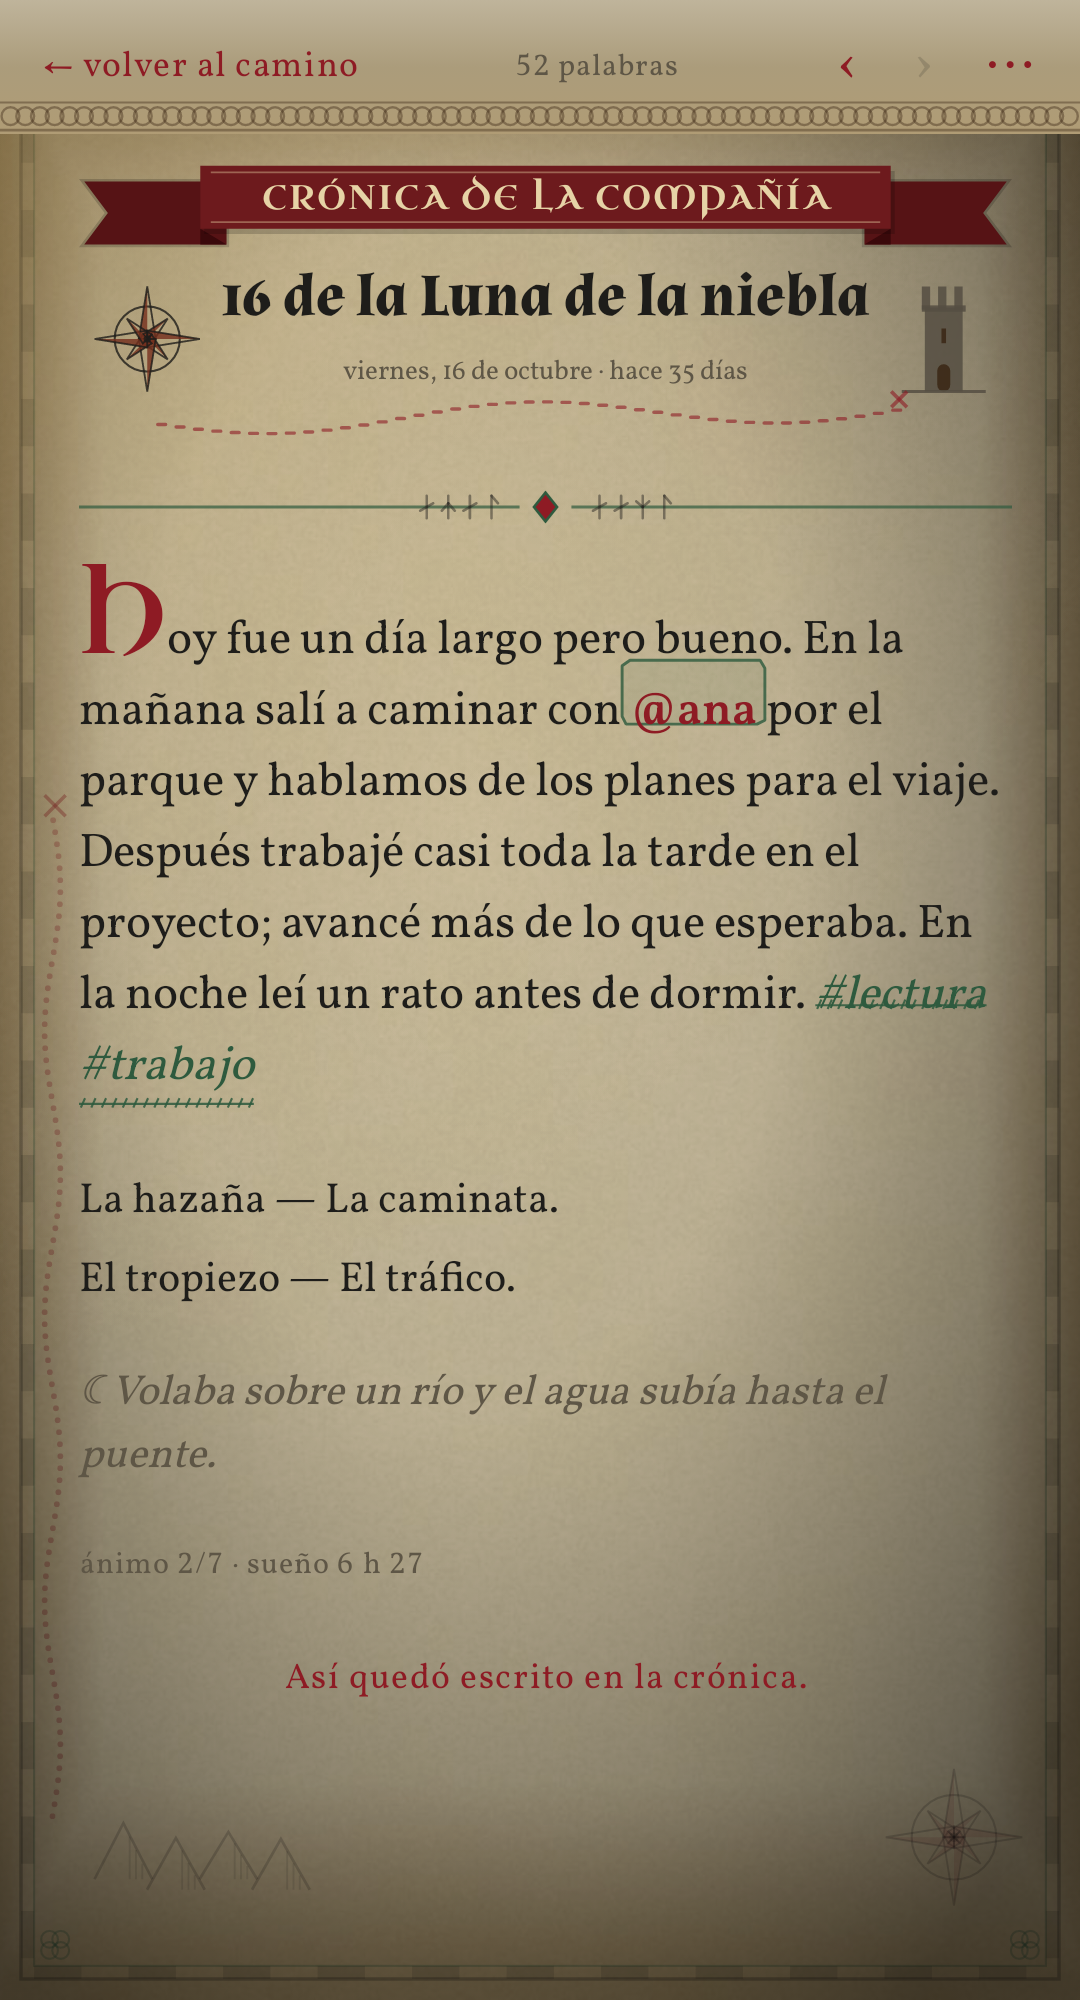 ← volver al camino
52 palabras
‹ › ...
CRÓNICA DE LA COMPAÑÍA
16 de la Luna de la niebla
viernes, 16 de octubre · hace 35 días
hoy fue un día largo pero bueno. En la
mañana salí a caminar con @ana por el
parque y hablamos de los planes para el viaje.
Después trabajé casi toda la tarde en el
proyecto; avancé más de lo que esperaba. En
la noche leí un rato antes de dormir. #lectura
#trabajo
La hazaña — La caminata.
El tropiezo — El tráfico.
☾ Volaba sobre un río y el agua subía hasta el
puente.
ánimo 2/7 · sueño 6 h 27
Así quedó escrito en la crónica.